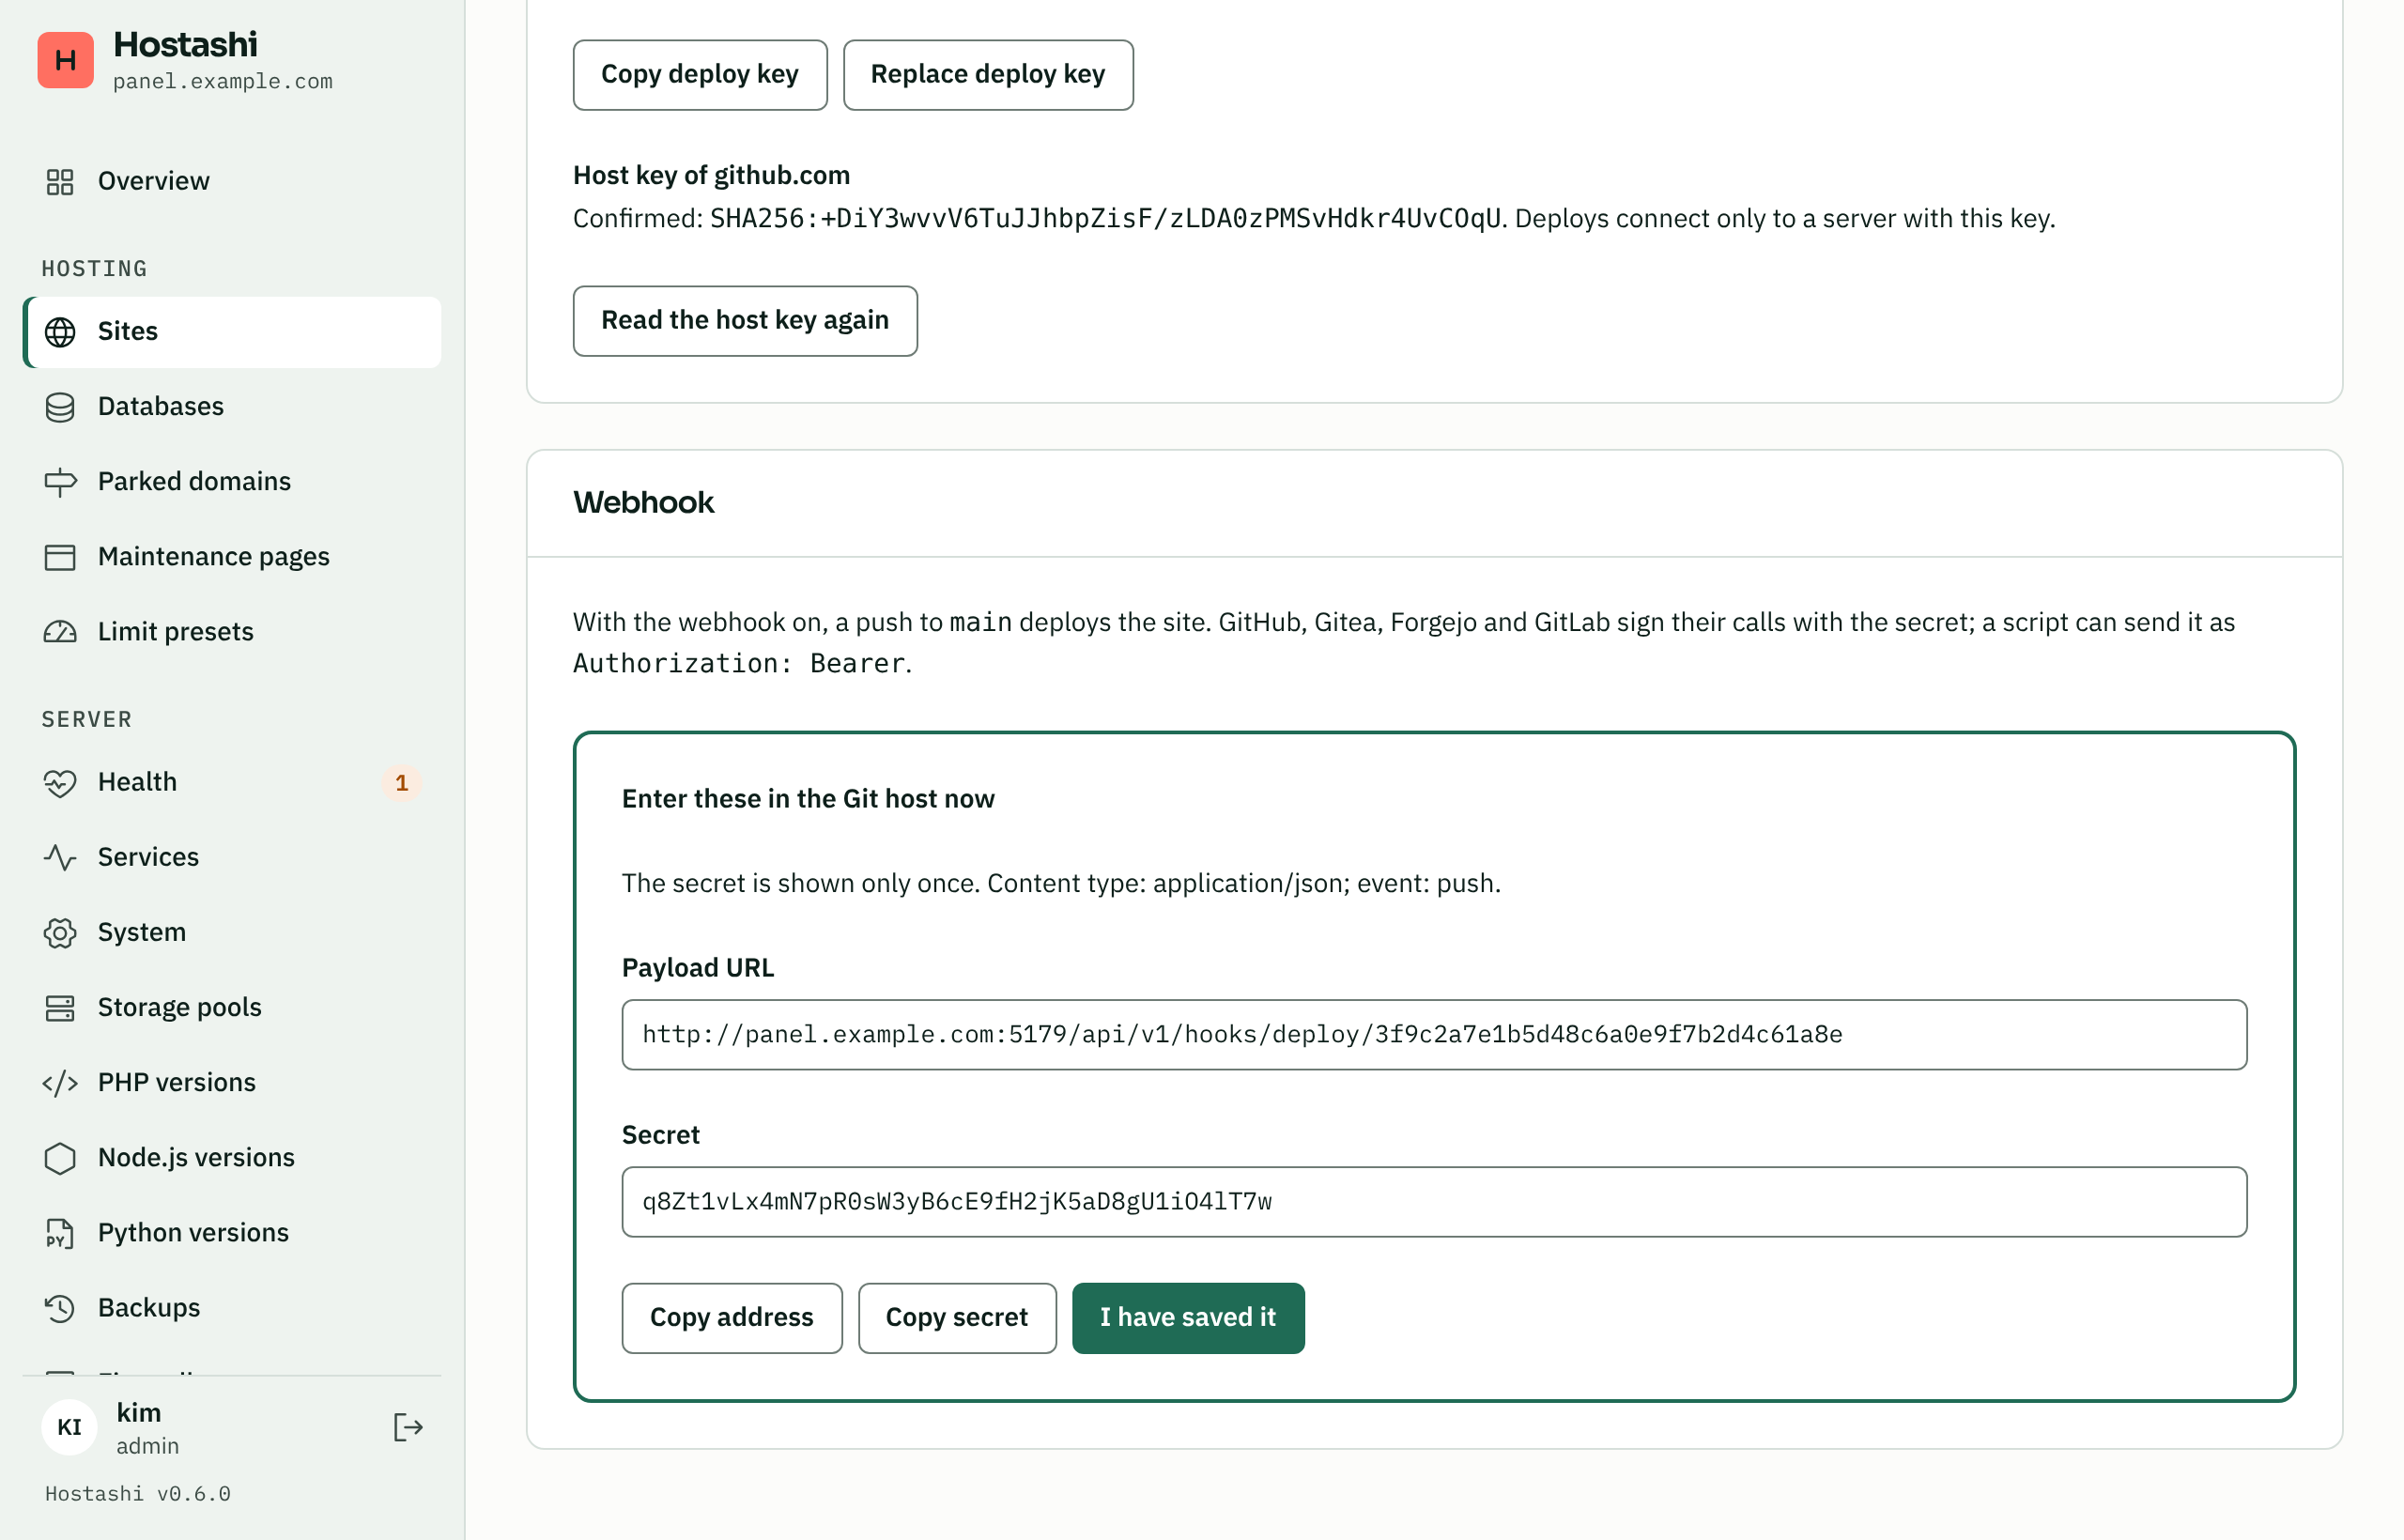 H
Hostashi
panel.example.com
Overview
HOSTING
Sites
Databases
Parked domains
Maintenance pages
Limit presets
SERVER
Health 1
Services
System
Storage pools
PHP versions
Node.js versions
PY Python versions
Backups
KI
kim
admin
Hostashi v0.6.0
Copy deploy key Replace deploy key
Host key of github.com
Confirmed: SHA256:+DiY3wvvV6TuJJhbpZisF/zLDA0zPMSvHdkr4UvCOqU. Deploys connect only to a server with this key.
Read the host key again
Webhook
With the webhook on, a push to main deploys the site. GitHub, Gitea, Forgejo and GitLab sign their calls with the secret; a script can send it as
Authorization: Bearer.
Enter these in the Git host now
The secret is shown only once. Content type: application/json; event: push.
Payload URL
http://panel.example.com:5179/api/v1/hooks/deploy/3f9c2a7e1b5d48c6a0e9f7b2d4c61a8e
Secret
q8Zt1vLx4mN7pR0sW3yB6cE9fH2jK5aD8gU1iO4lT7w
Copy address Copy secret I have saved it